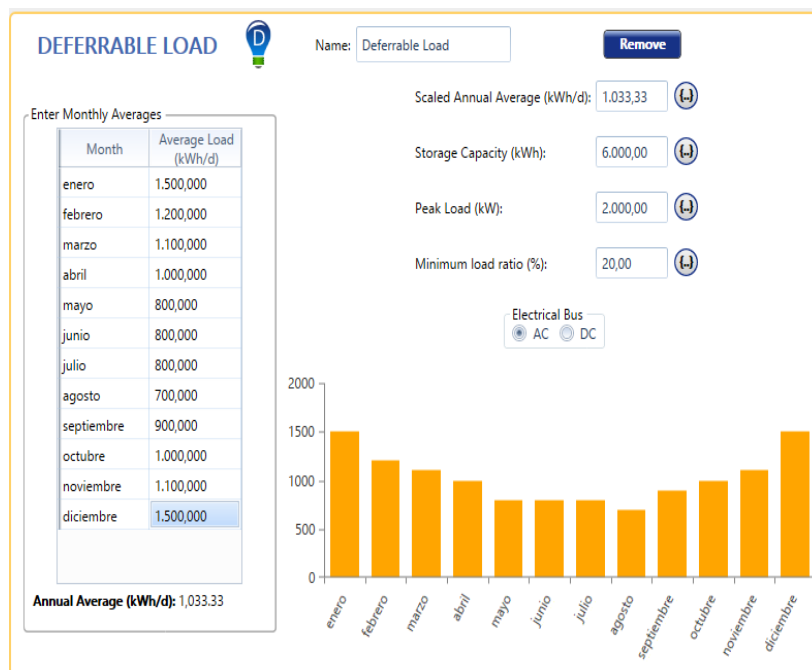 DEFERRABLE LOAD
D
Name: Deferrable Load
Remove
Scaled Annual Average (kWh/d): 1.033,33 {..}
Storage Capacity (kWh): 6.000,00 {..}
Peak Load (kW): 2.000,00 {..}
Minimum load ratio (%): 20,00 {..}
Electrical Bus
AC DC
Enter Monthly Averages
Month Average Load
(kWh/d)
enero 1.500,000
febrero 1.200,000
marzo 1.100,000
abril 1.000,000
mayo 800,000
junio 800,000
julio 800,000
agosto 700,000
septiembre 900,000
octubre 1.000,000
noviembre 1.100,000
diciembre 1.500,000
Annual Average (kWh/d): 1,033.33
2000
1500
1000
500
0
enero
febrero
marzo
abril
mayo
junio
julio
agosto
septiembre
octubre
noviembre
diciembre